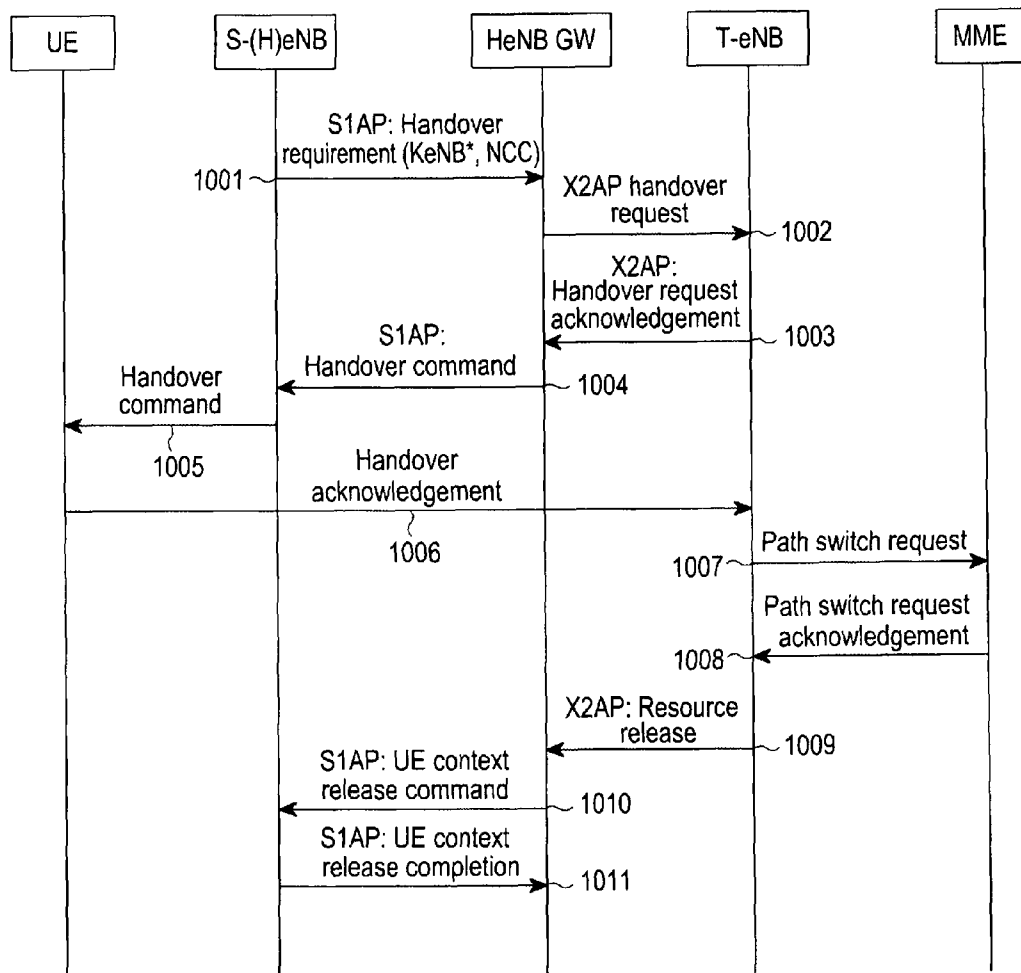 UE
S-(H)eNB
HeNB GW
T-eNB
MME
S1AP: Handover
requirement (KeNB*, NCC)
1001
X2AP handover
request
1002
X2AP:
Handover request
acknowledgement
1003
S1AP:
Handover command
1004
Handover
command
1005
Handover
acknowledgement
1006
Path switch request
1007
Path switch request
acknowledgement
1008
X2AP: Resource
release
1009
S1AP: UE context
release command
1010
S1AP: UE context
release completion
1011